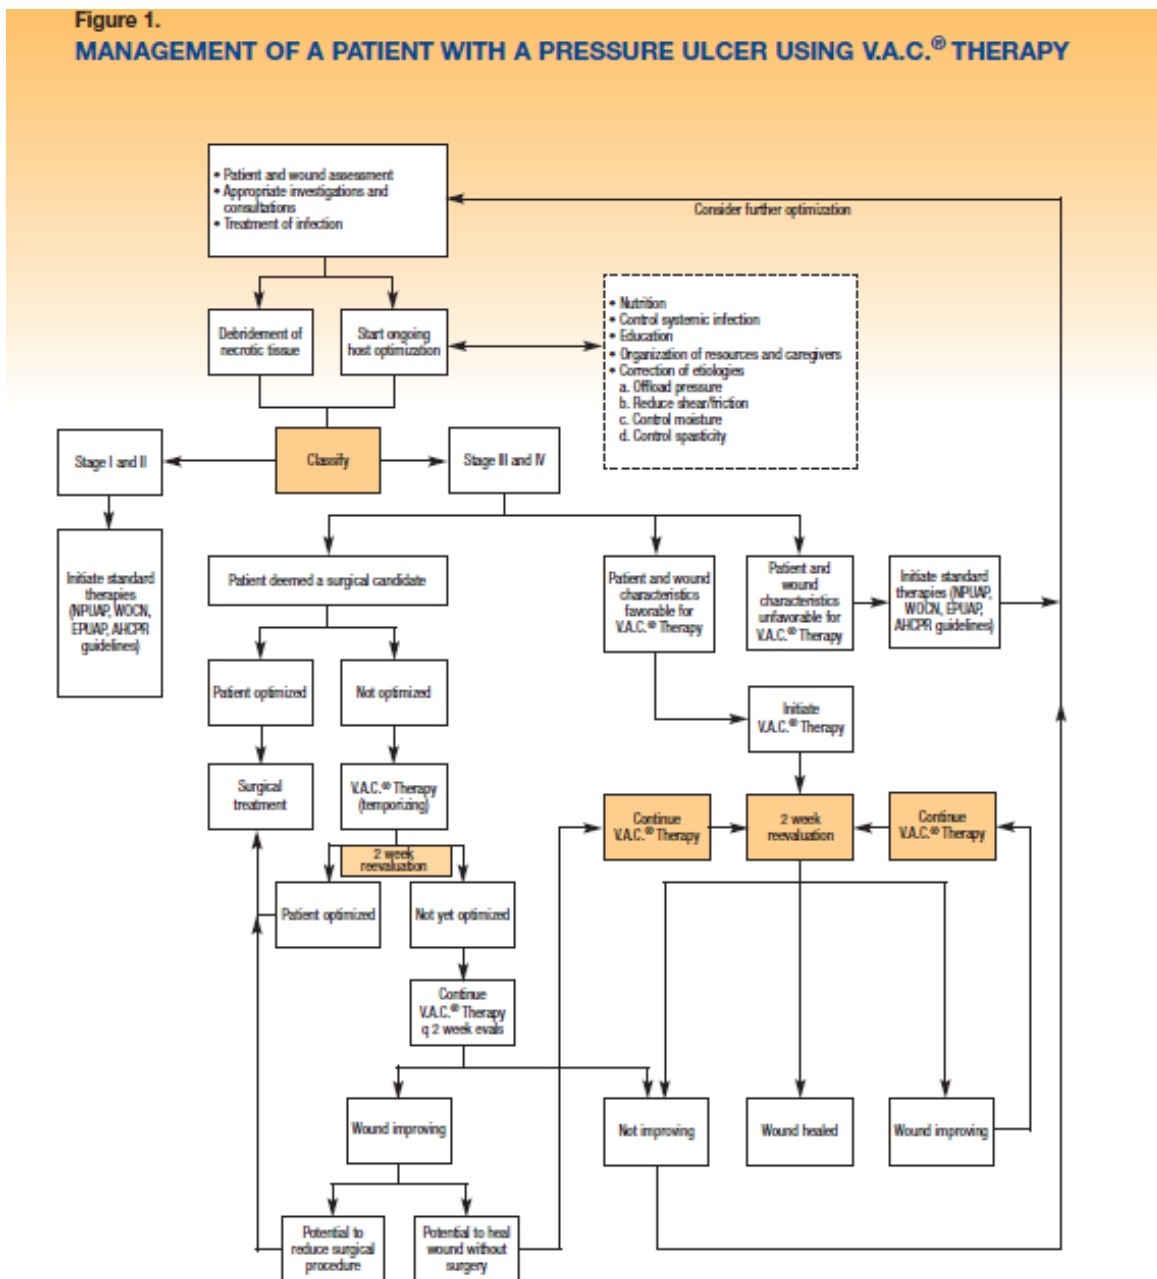 Figure 1.
MANAGEMENT OF A PATIENT WITH A PRESSURE ULCER USING V.A.C.® THERAPY
• Patient and wound assessment
• Appropriate investigations and
consultations
• Treatment of infection
Consider further optimization
Debridement of
necrotic tissue
Start ongoing
host optimization
• Nutrition
• Control systemic infection
• Education
• Organization of resources and caregivers
• Correction of etiologies
a. Offload pressure
b. Reduce shear/friction
c. Control moisture
d. Control spasticity
Stage I and II
Classify
Stage III and IV
Initiate standard
therapies
(NPUAP, WOCN,
EPUAP, AHCPR
guidelines)
Patient deemed a surgical candidate
Patient and wound
characteristics
favorable for
V.A.C.® Therapy
Patient and
wound
characteristics
unfavorable for
V.A.C.® Therapy
Initiate standard
therapies (NPUAP,
WOCN, EPUAP,
AHCPR guidelines)
Patient optimized
Not optimized
Initiate
V.A.C.® Therapy
Surgical
treatment
V.A.C.® Therapy
(temporizing)
Continue
V.A.C.® Therapy
2 week
reevaluation
Continue
V.A.C.® Therapy
2 week
reevaluation
Patient optimized
Not yet optimized
Continue
V.A.C.® Therapy
q 2 week evals
Wound improving
Not improving
Wound healed
Wound improving
Potential to
reduce surgical
procedure
Potential to heal
wound without
surgery